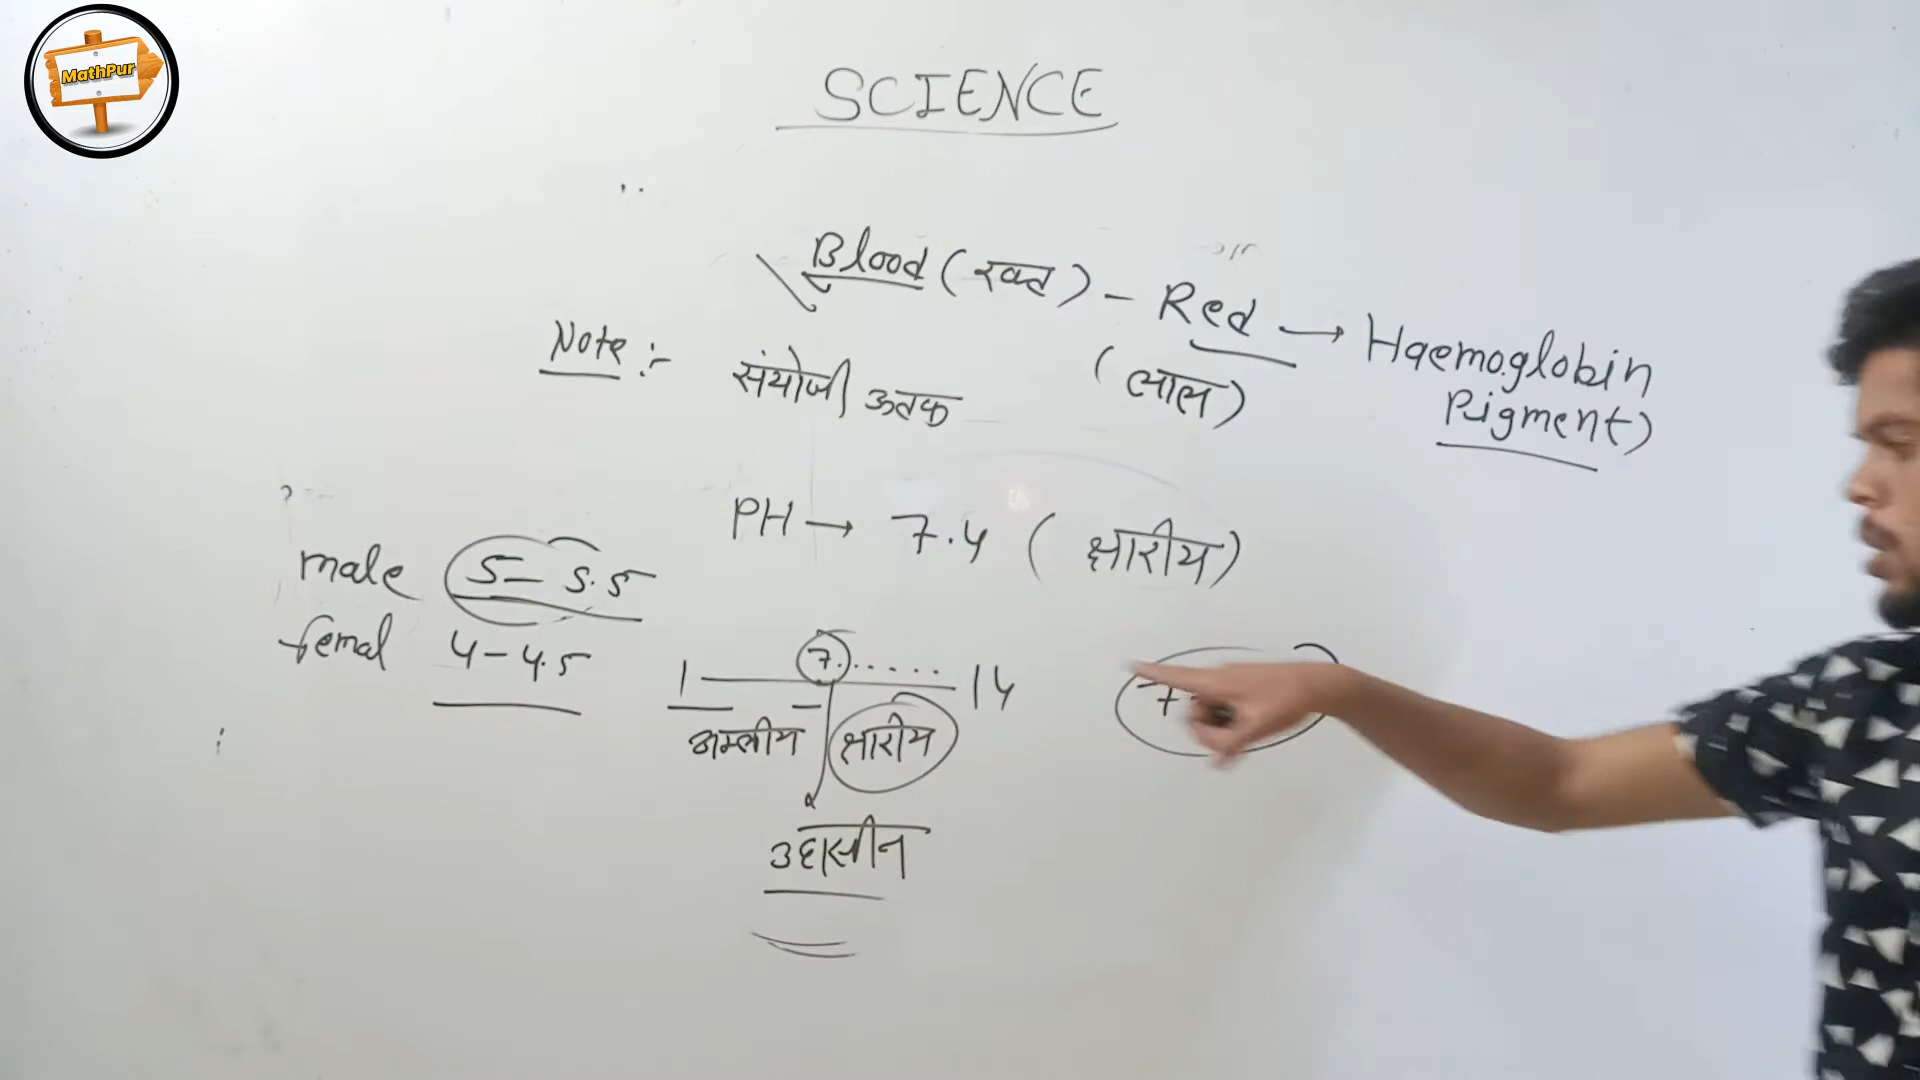 MathPur
SCIENCE
Blood (रक्त) - Red → Haemoglobin
(लाल) Pigment)
Note :- संयोजी ऊतक
PH → 7.4 (क्षारीय)
male 5-5.5
femal 4-4.5
1 7...... 14
अम्लीय क्षारीय
उदासीन